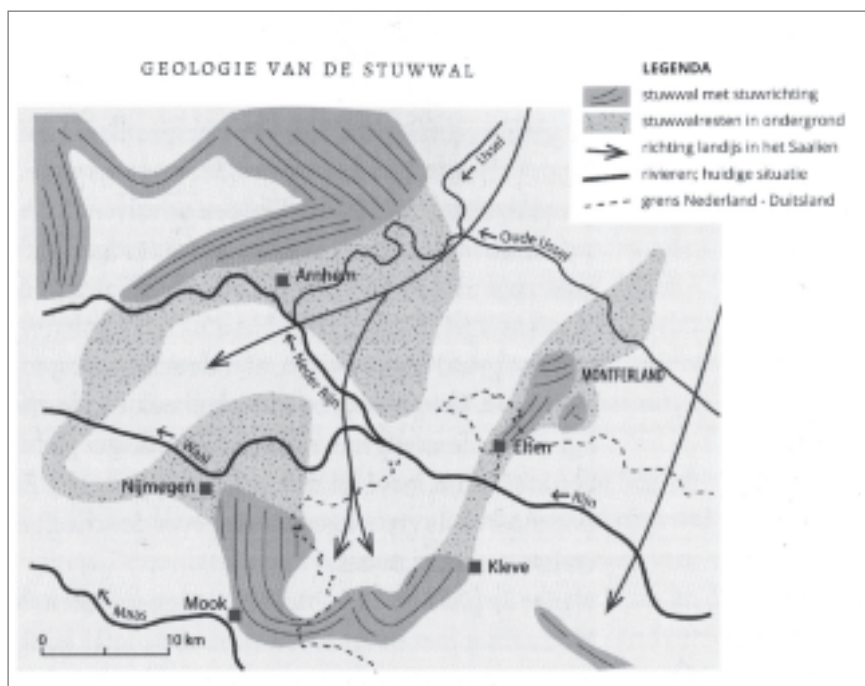 GEOLOGIE VAN DE STUWWAL
LEGENDA
stuwwal met stuwrichting
stuwwalresten in ondergrond
richting landijs in het Saalien
rivieren; huidige situatie
grens Nederland - Duitsland
IJssel
Oude IJssel
Arnhem
Neder Rijn
MONTFERLAND
Waal
Elten
Nijmegen
Rijn
Kleve
Mook
Maas
0 10 km